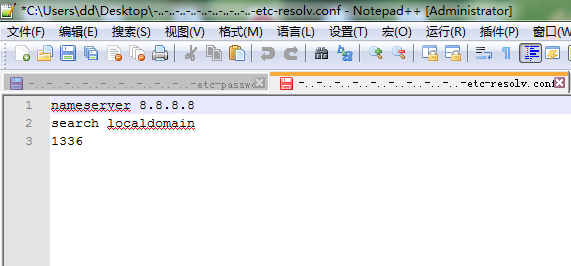 *C:\Users\dd\Desktop\-..-..-..-..-..-..-..-..-..-etc-resolv.conf - Notepad++ [Administrator]
文件(F) 编辑(E) 搜索(S) 视图(V) 格式(M) 语言(L) 设置(T) 宏(O) 运行(R) 插件(P) 窗口(W
-..-..-..-..-..-..-..-..-..-etc-passwd -..-..-..-..-..-..-..-..-..-etc-resolv.conf
1 nameserver 8.8.8.8
2 search localdomain
3 1336